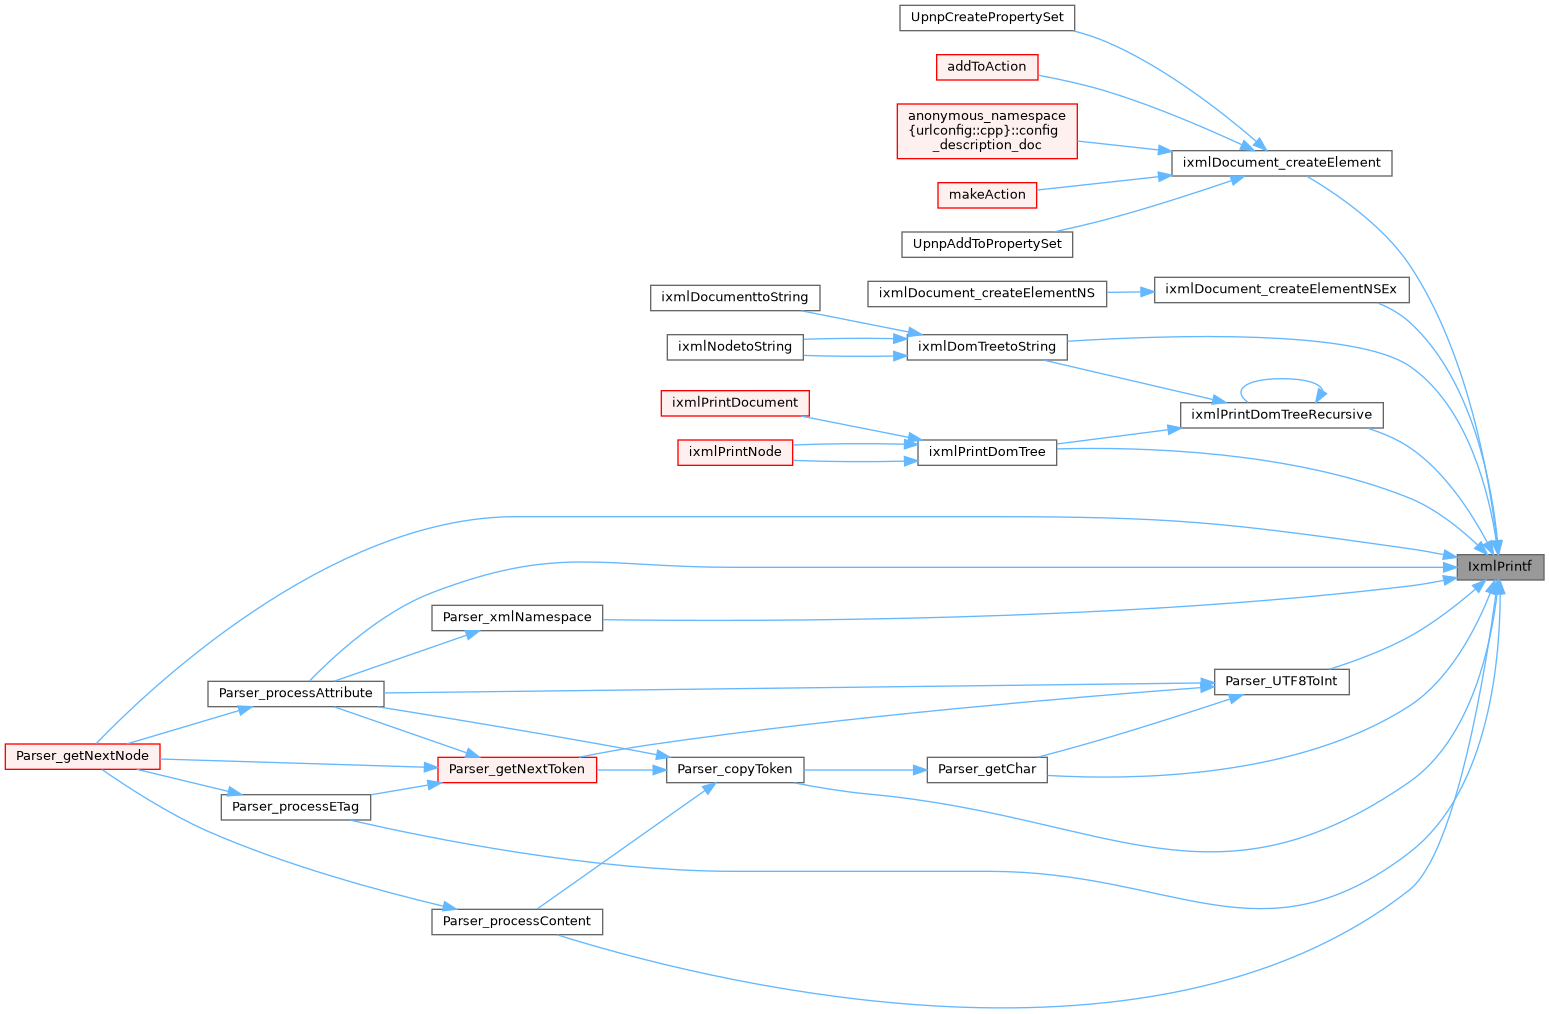 UpnpCreatePropertySet
addToAction
anonymous_namespace
{urlconfig::cpp}::config
_description_doc
ixmlDocument_createElement
makeAction
UpnpAddToPropertySet
ixmlDocumenttoString
ixmlDocument_createElementNS
ixmlDocument_createElementNSEx
ixmlNodetoString
ixmlDomTreetoString
ixmlPrintDocument
ixmlPrintDomTreeRecursive
ixmlPrintNode
ixmlPrintDomTree
IxmlPrintf
Parser_xmlNamespace
Parser_processAttribute
Parser_UTF8ToInt
Parser_getNextNode
Parser_getNextToken
Parser_copyToken
Parser_getChar
Parser_processETag
Parser_processContent